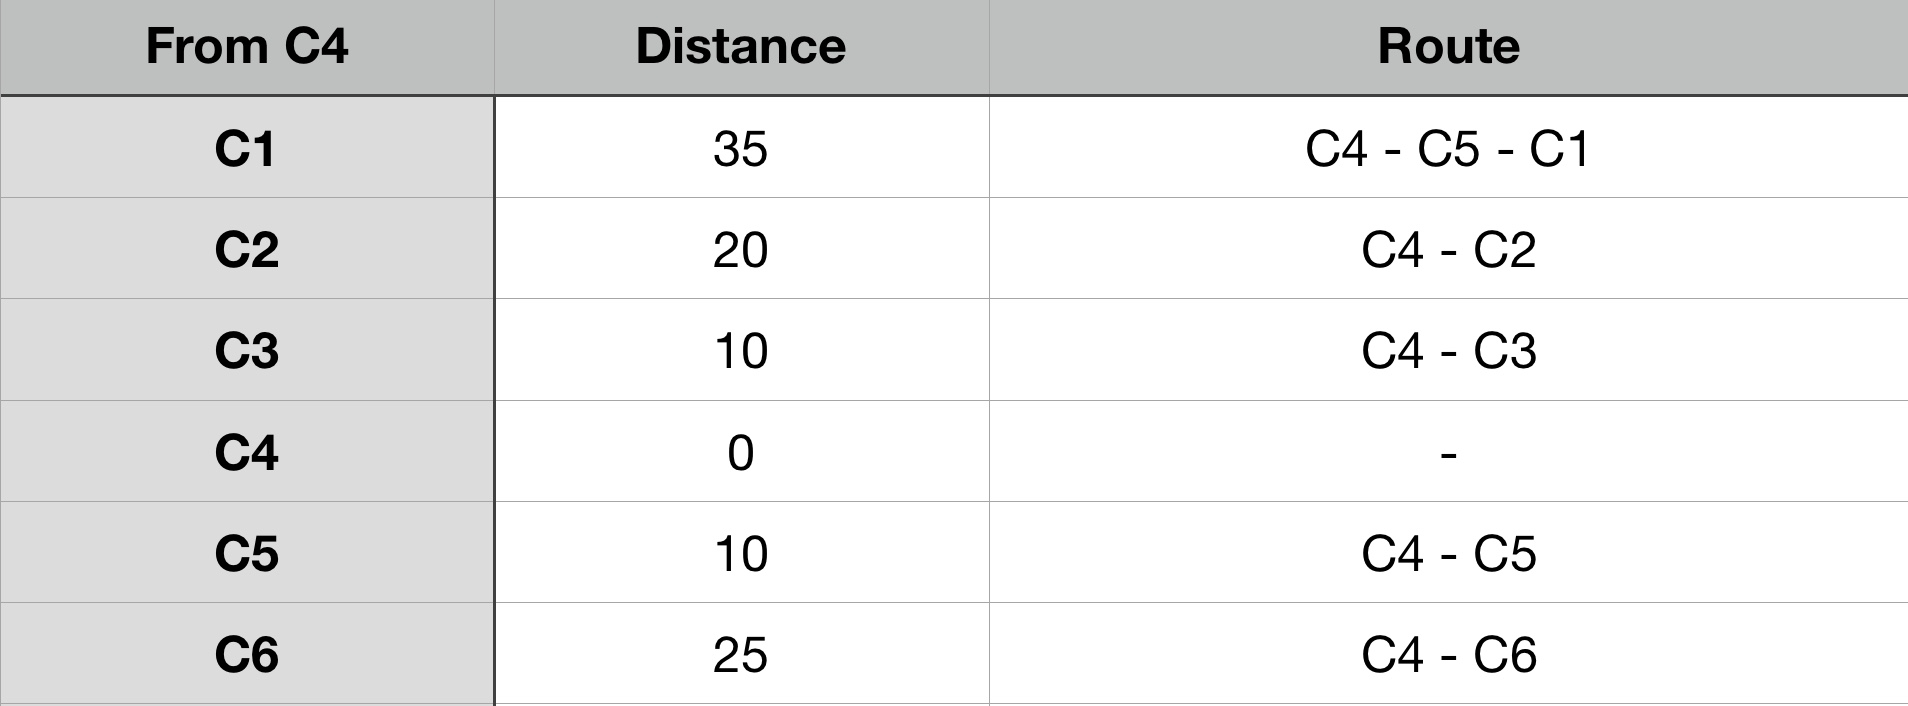 From C4 Distance Route
C1 35 C4 - C5 - C1
C2 20 C4 - C2
C3 10 C4 - C3
C4 0 -
C5 10 C4 - C5
C6 25 C4 - C6